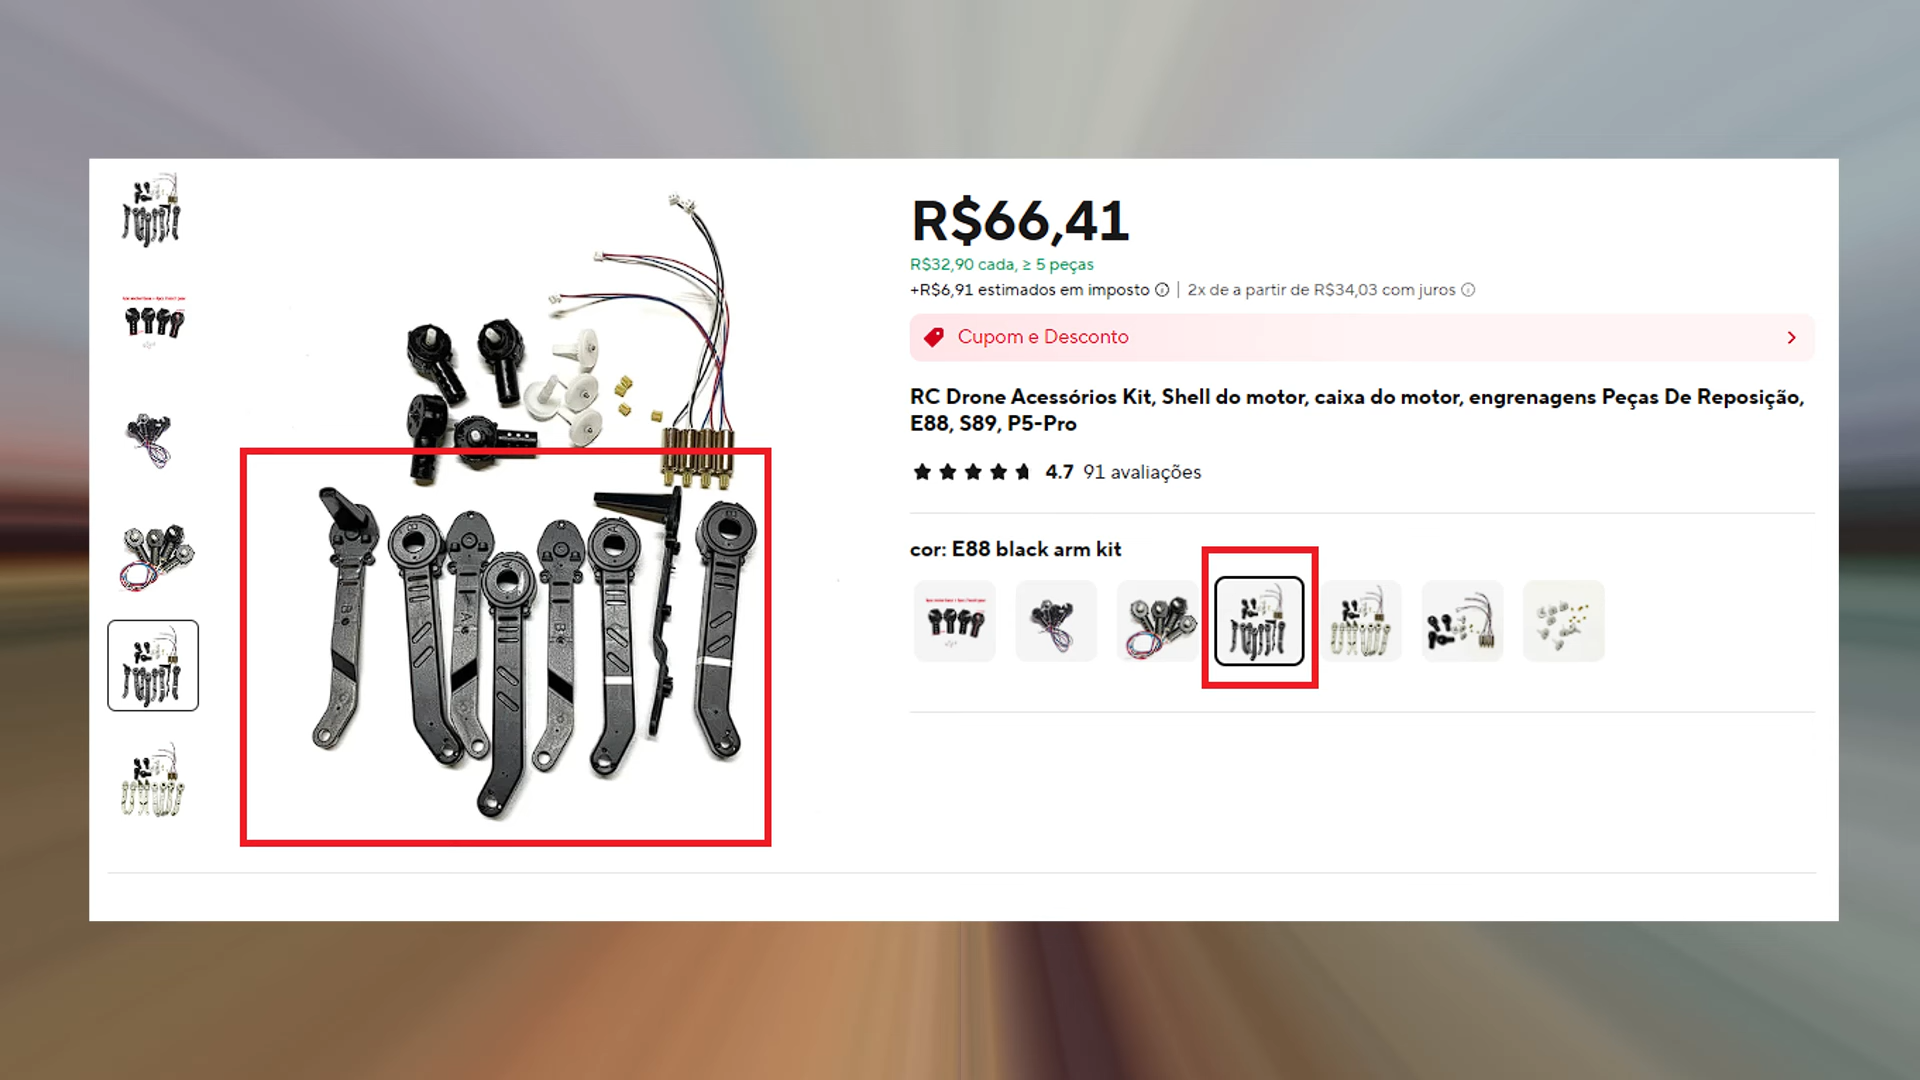 R$66,41
R$32,90 cada, ≥ 5 peças
+R$6,91 estimados em imposto | 2x de a partir de R$34,03 com juros
Cupom e Desconto
RC Drone Acessórios Kit, Shell do motor, caixa do motor, engrenagens Peças De Reposição,
E88, S89, P5-Pro
4.7 91 avaliações
cor: E88 black arm kit
B
A
A
B
A
B